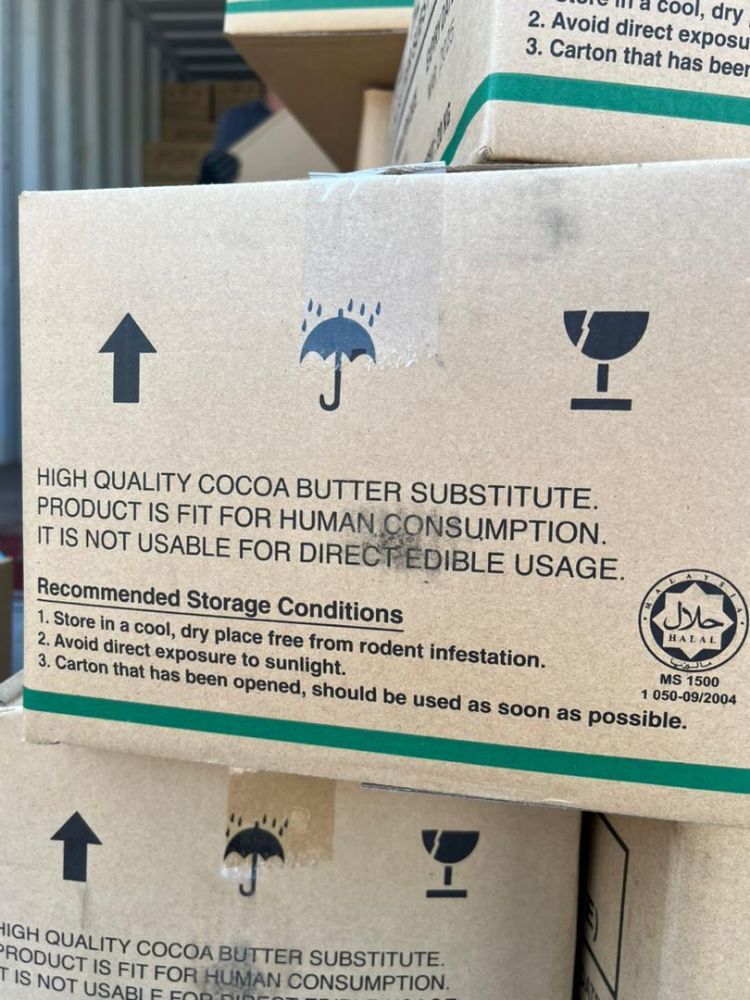 a cool, dry
2. Avoid direct exposu
3. Carton that has been
HIGH QUALITY COCOA BUTTER SUBSTITUTE.
PRODUCT IS FIT FOR HUMAN CONSUMPTION.
IT IS NOT USABLE FOR DIRECT EDIBLE USAGE.
Recommended Storage Conditions
1. Store in a cool, dry place free from rodent infestation.
2. Avoid direct exposure to sunlight.
3. Carton that has been opened, should be used as soon as possible.
MALAYSIA
حلال
HALAL
MS 1500
1 050-09/2004
HIGH QUALITY COCOA BUTTER SUBSTITUTE.
PRODUCT IS FIT FOR HUMAN CONSUMPTION.
T IS NOT USABLE FOR